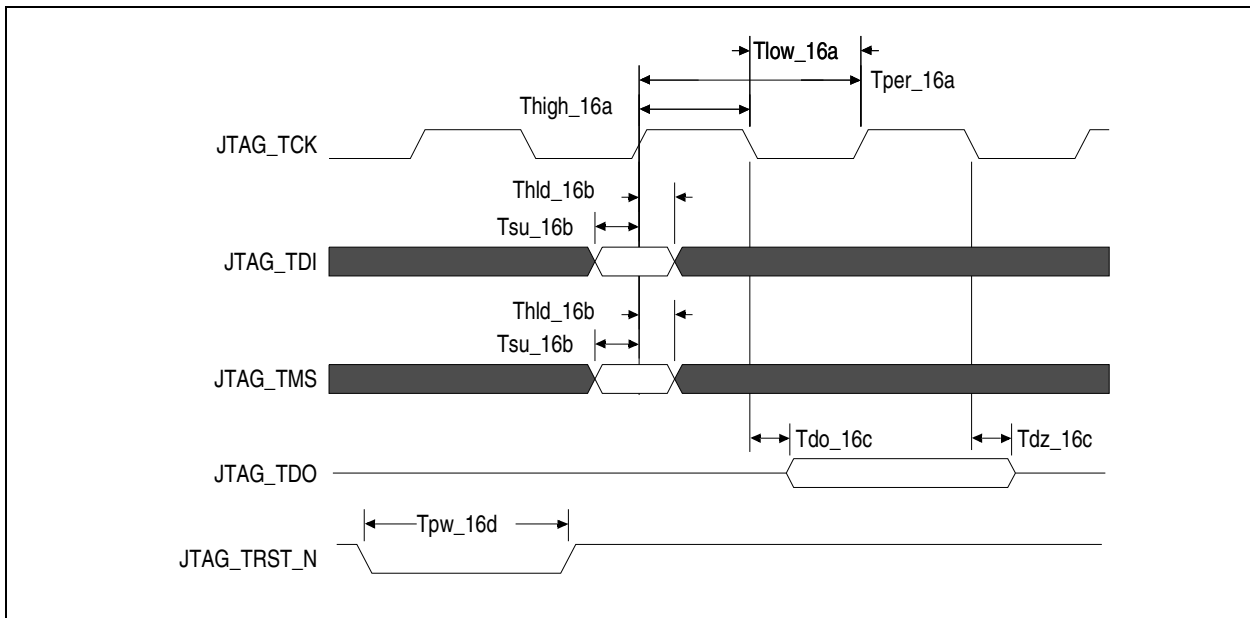 Tlow_16a
Tper_16a
Thigh_16a
JTAG_TCK
Thld_16b
Tsu_16b
JTAG_TDI
Thld_16b
Tsu_16b
JTAG_TMS
Tdo_16c
Tdz_16c
JTAG_TDO
Tpw_16d
JTAG_TRST_N